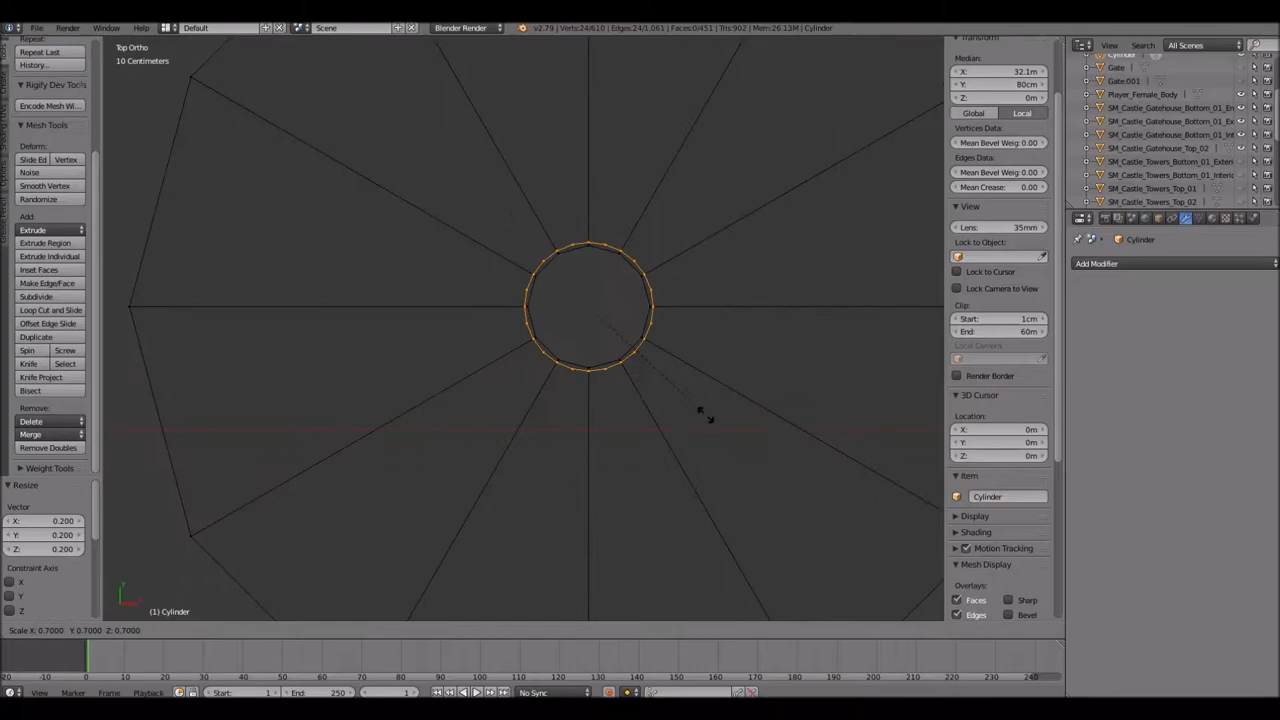 File Render Window Help Default Scene Blender Render v2.79 | Verts:24/610 | Edges:24/1,061 | Faces:0/451 | Tris:902 | Mem:26.13M | Cylinder
Repeat Last
History...
Rigify Dev Tools
Encode Mesh Wi...
Mesh Tools
Deform:
Slide Ed Vertex
Noise
Smooth Vertex
Randomize
Add:
Extrude
Extrude Region
Extrude Individual
Inset Faces
Make Edge/Face
Subdivide
Loop Cut and Slide
Offset Edge Slide
Duplicate
Spin Screw
Knife Select
Knife Project
Bisect
Remove:
Delete
Merge
Remove Doubles
Weight Tools
Resize
Vector
X: 0.200
Y: 0.200
Z: 0.200
Constraint Axis
X
Y
Z
Top Ortho
10 Centimeters
(1) Cylinder
Transform
Median:
X: 32.1m
Y: 80cm
Z: 0m
Global Local
Vertices Data:
Mean Bevel Weig: 0.00
Edges Data:
Mean Bevel Weig: 0.00
Mean Crease: 0.00
View
Lens: 35mm
Lock to Object:
Lock to Cursor
Lock Camera to View
Clip:
Start: 1cm
End: 60m
Local Camera:
Render Border
3D Cursor
Location:
X: 0m
Y: 0m
Z: 0m
Item
Cylinder
Display
Shading
Motion Tracking
Mesh Display
Overlays:
Faces Sharp
Edges Bevel
View Search All Scenes
Cylinder
Gate
Gate.001
Player_Female_Body
SM_Castle_Gatehouse_Bottom_01_En
SM_Castle_Gatehouse_Bottom_01_Ex
SM_Castle_Gatehouse_Bottom_01_Int
SM_Castle_Gatehouse_Top_02
SM_Castle_Towers_Bottom_01_Exterio
SM_Castle_Towers_Bottom_01_Interio
SM_Castle_Towers_Top_01
SM_Castle_Towers_Top_02
Cylinder
Add Modifier
Scale X: 0.7000 Y: 0.7000 Z: 0.7000
-20 -10 0 10 20 30 40 50 60 70 80 90 100 110 120 130 140 150 160 170 180 190 200 210 220 230 240
View Marker Frame Playback Start: 1 End: 250 1 No Sync